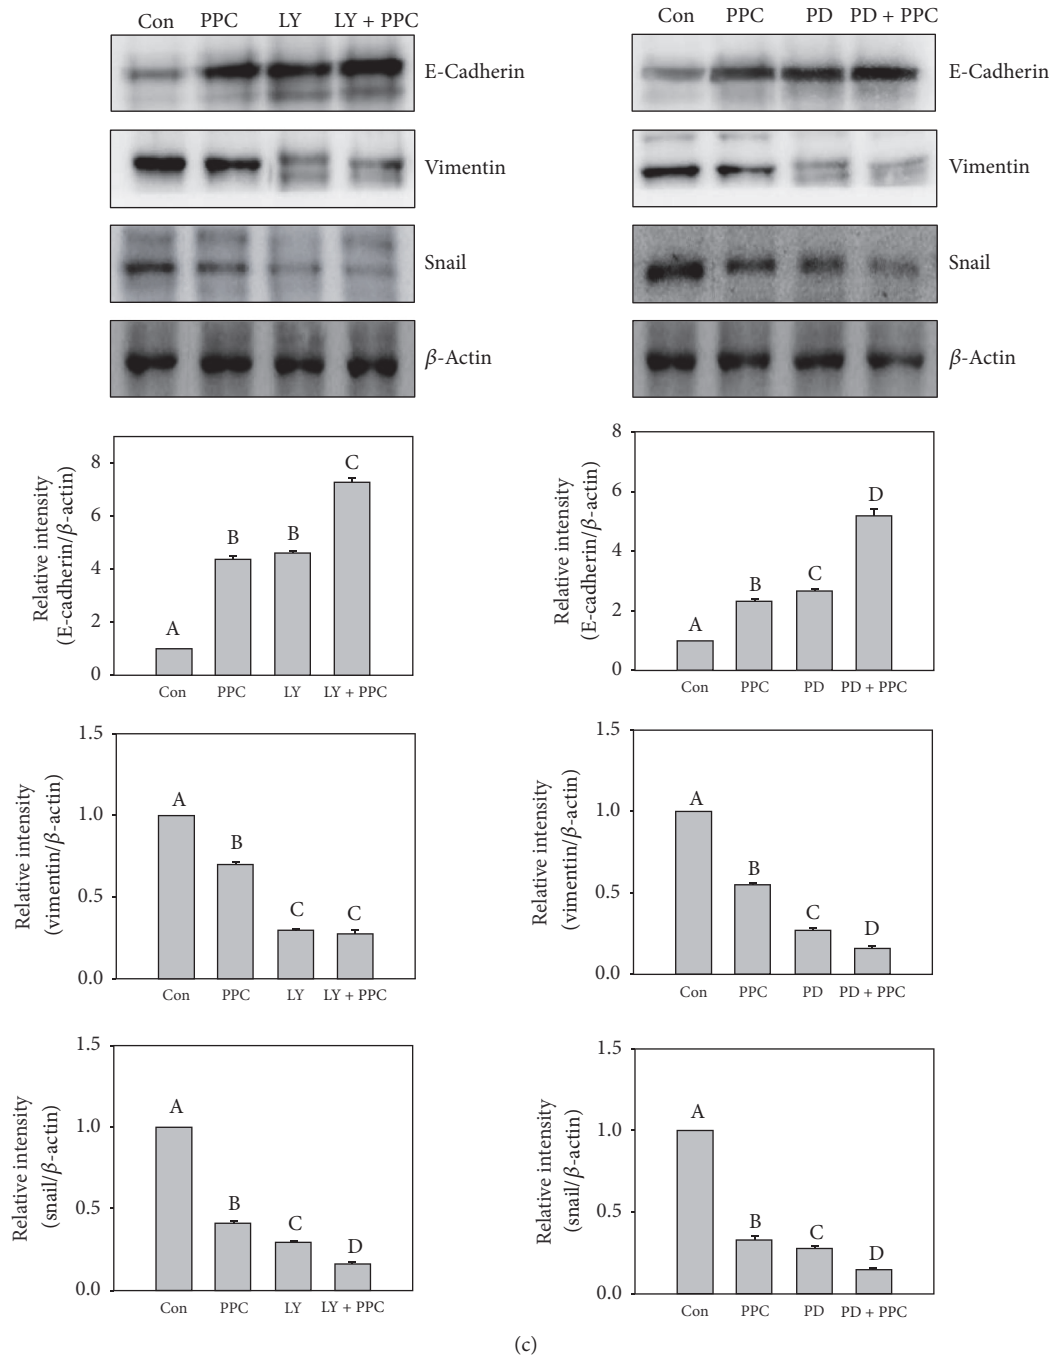 Con PPC LY LY + PPC
E-Cadherin
Vimentin
Snail
β-Actin
Con PPC PD PD + PPC
E-Cadherin
Vimentin
Snail
β-Actin
Relative intensity
(E-cadherin/β-actin)
8
6
4
2
0
A
B
B
C
Con PPC LY LY + PPC
Relative intensity
(E-cadherin/β-actin)
8
6
4
2
0
A
B
C
D
Con PPC PD PD + PPC
Relative intensity
(vimentin/β-actin)
1.5
1.0
0.5
0.0
A
B
C
C
Con PPC LY LY + PPC
Relative intensity
(vimentin/β-actin)
1.5
1.0
0.5
0.0
A
B
C
D
Con PPC PD PD + PPC
Relative intensity
(snail/β-actin)
1.5
1.0
0.5
0.0
A
B
C
D
Con PPC LY LY + PPC
Relative intensity
(snail/β-actin)
1.5
1.0
0.5
0.0
A
B
C
D
Con PPC PD PD + PPC
(c)